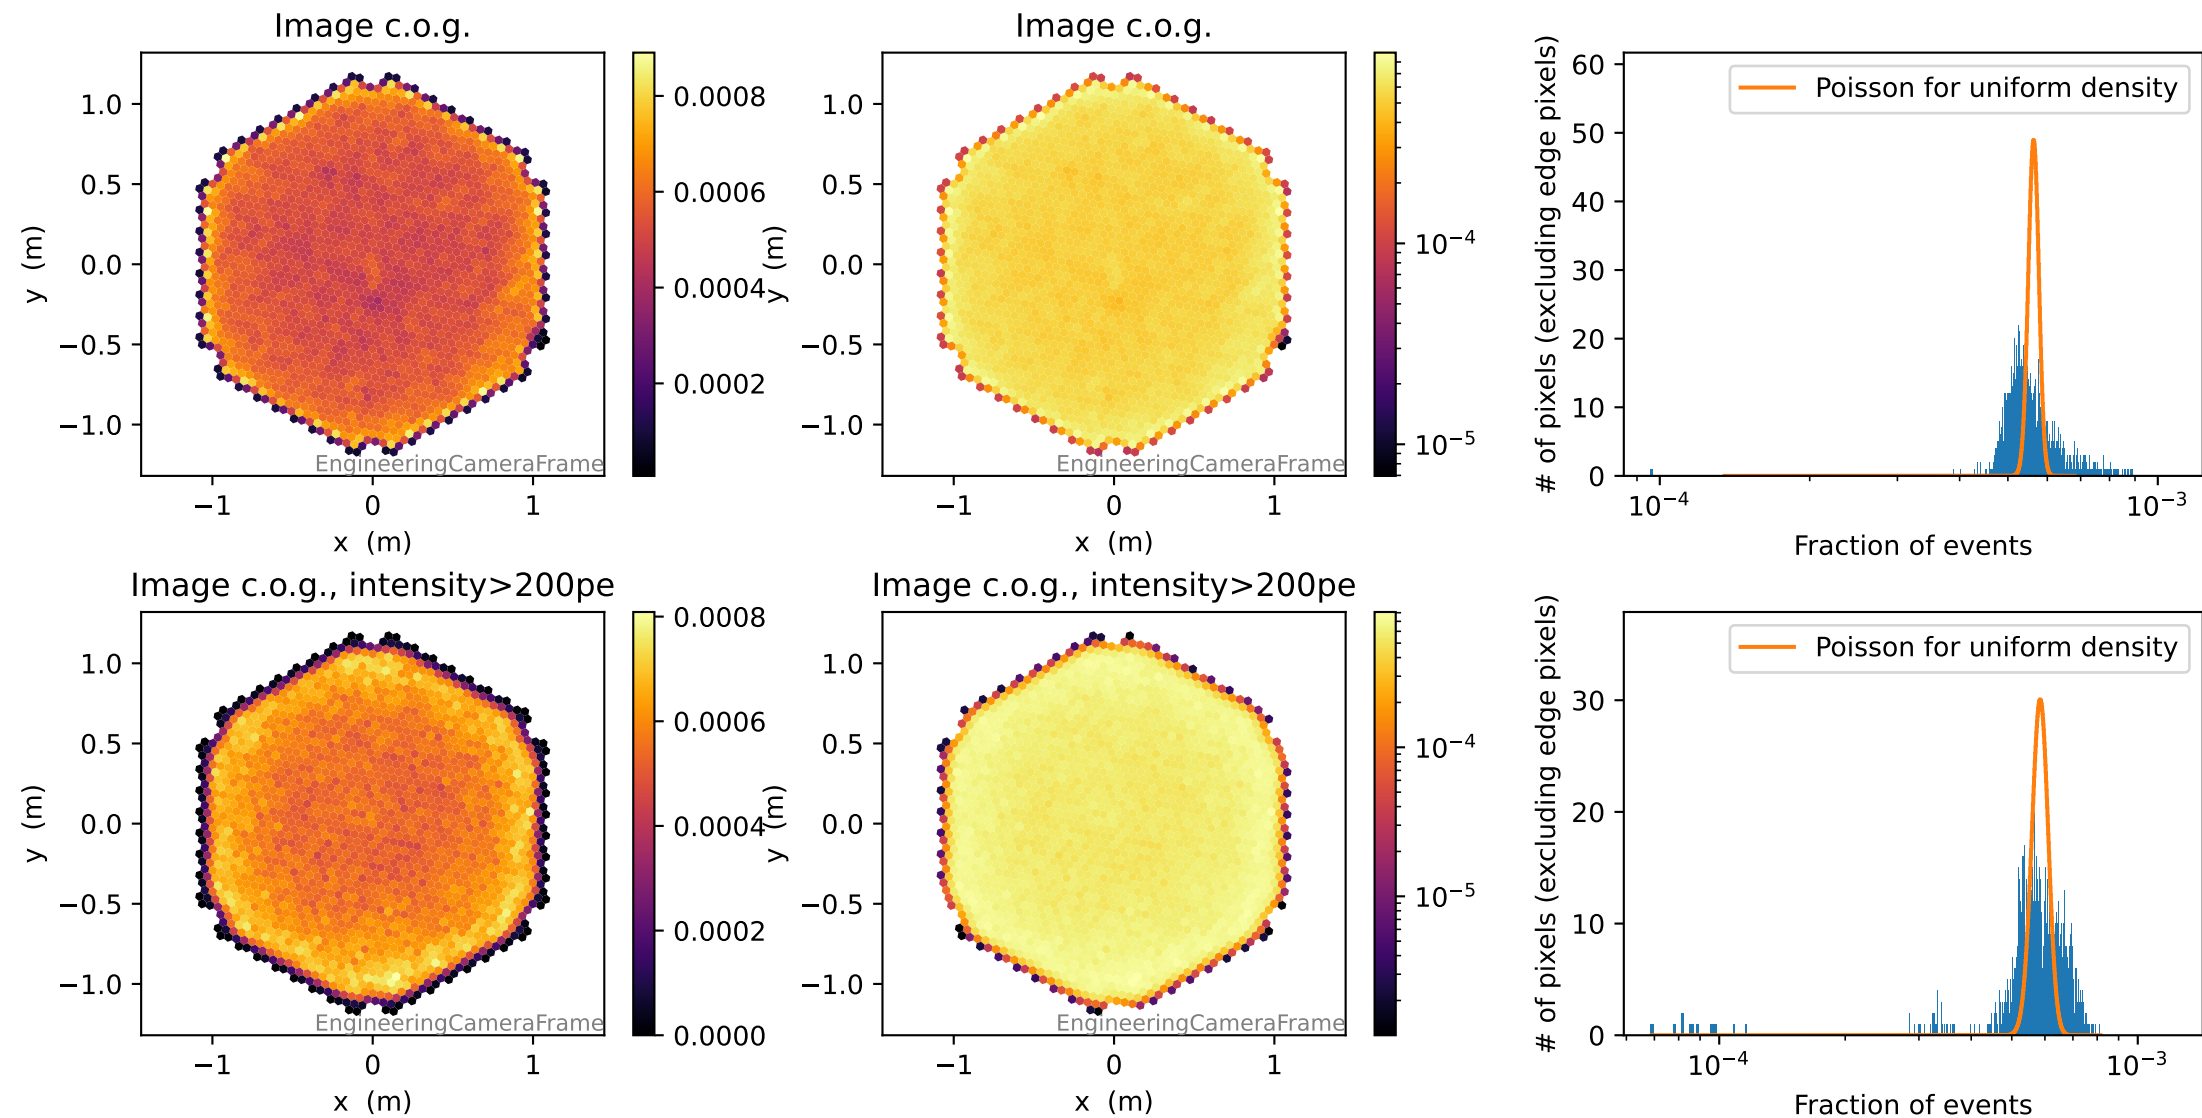 Image c.o.g.
y (m)
1.0
0.5
0.0
−0.5
−1.0
−1 0 1
x (m)
EngineeringCameraFrame
0.0008
0.0006
0.0004
0.0002
Image c.o.g.
y (m)
1.0
0.5
0.0
−0.5
−1.0
−1 0 1
x (m)
EngineeringCameraFrame
10⁻⁴
10⁻⁵
# of pixels (excluding edge pixels)
60
50
40
30
20
10
0
Poisson for uniform density
10⁻⁴ 10⁻³
Fraction of events
Image c.o.g., intensity>200pe
y (m)
1.0
0.5
0.0
−0.5
−1.0
−1 0 1
x (m)
EngineeringCameraFrame
0.0008
0.0006
0.0004
0.0002
0.0000
Image c.o.g., intensity>200pe
y (m)
1.0
0.5
0.0
−0.5
−1.0
−1 0 1
x (m)
EngineeringCameraFrame
10⁻⁴
10⁻⁵
# of pixels (excluding edge pixels)
30
20
10
0
Poisson for uniform density
10⁻⁴ 10⁻³
Fraction of events